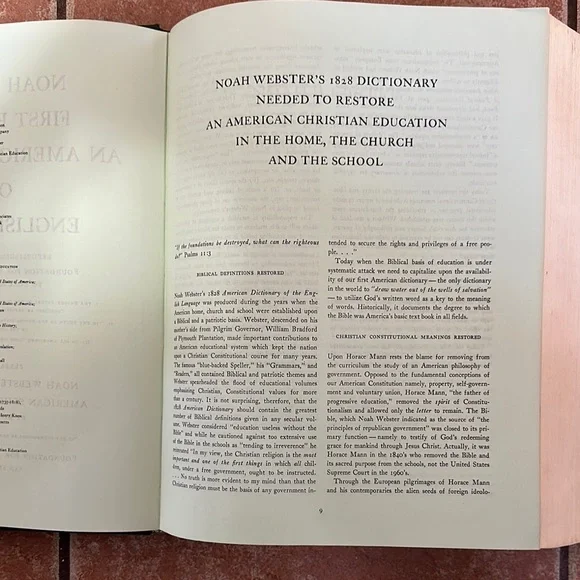 NOAH WEBSTER'S 1828 DICTIONARY
NEEDED TO RESTORE
AN AMERICAN CHRISTIAN EDUCATION
IN THE HOME, THE CHURCH
AND THE SCHOOL
"If the foundations be destroyed, what can the righteous
do?" Psalms 11:3
BIBLICAL DEFINITIONS RESTORED
Noah Webster's 1828 American Dictionary of the Eng-
lish Language was produced during the years when the
American home, church and school were established upon
a Biblical and patriotic basis. Webster, descended on his
mother's side from Pilgrim Governor, William Bradford
of Plymouth Plantation, made important contributions to
an American educational system which kept the nation
upon a Christian Constitutional course for many years.
The famous "blue-backed Speller," his "Grammars," and
"Readers," all contained Biblical and patriotic themes and
Webster spearheaded the flood of educational volumes
emphasizing Christian, Constitutional values for more
than a century. It is not surprising, therefore, that the
1828 American Dictionary should contain the greatest
number of Biblical definitions given in any secular vol-
ume. Webster considered "education useless without the
Bible" and while he cautioned against too extensive use
of the Bible in the schools as "tending to irreverence" he
reiterated "In my view, the Christian religion is the most
important and one of the first things in which all chil-
dren, under a free government, ought to be instructed.
. . . No truth is more evident to my mind than that the
Christian religion must be the basis of any government in-
tended to secure the rights and privileges of a free peo-
ple. . . ."
Today when the Biblical basis of education is under
systematic attack we need to capitalize upon the availabil-
ity of our first American dictionary — the only dictionary
in the world to "draw water out of the wells of salvation"
— to utilize God's written word as a key to the meaning
of words. Historically, it documents the degree to which
the Bible was America's basic text book in all fields.
CHRISTIAN CONSTITUTIONAL MEANINGS RESTORED
Upon Horace Mann rests the blame for removing from
the curriculum the study of an American philosophy of
government. Opposed to the fundamental conceptions of
our American Constitution namely, property, self-govern-
ment and voluntary union, Horace Mann, "the father of
progressive education," removed the spirit of Constitu-
tionalism and allowed only the letter to remain. The Bi-
ble, which Noah Webster indicated as the source of "the
principles of republican government" was closed to its pri-
mary function — namely to testify of God's redeeming
grace for mankind through Jesus Christ. Actually, it was
Horace Mann in the 1840's who removed the Bible and
its sacred purpose from the schools, not the United States
Supreme Court in the 1960's.
Through the European pilgrimages of Horace Mann
and his contemporaries the alien seeds of foreign ideolo-
9